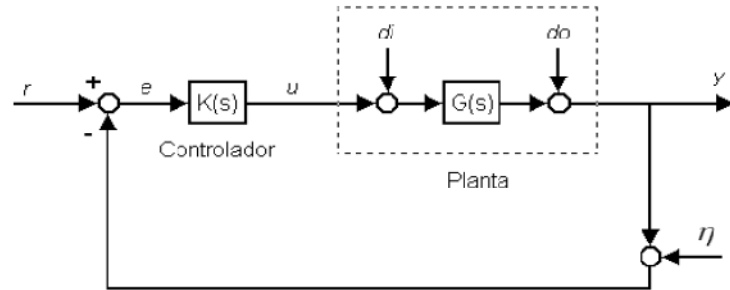 di
do
r
+
e
K(s)
u
G(s)
y
-
Controlador
Planta
η